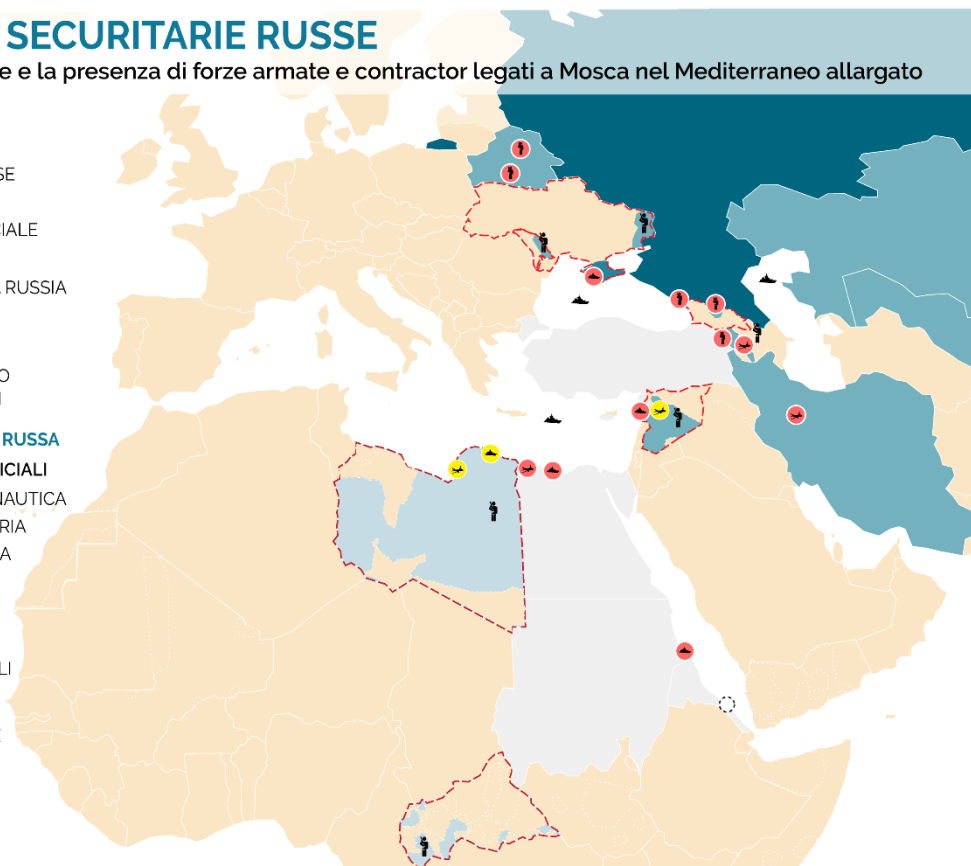 SECURITARIE RUSSE
e e la presenza di forze armate e contractor legati a Mosca nel Mediterraneo allargato
SE
IALE
RUSSIA
O
RUSSA
ICIALI
NAUTICA
RIA
A
LI